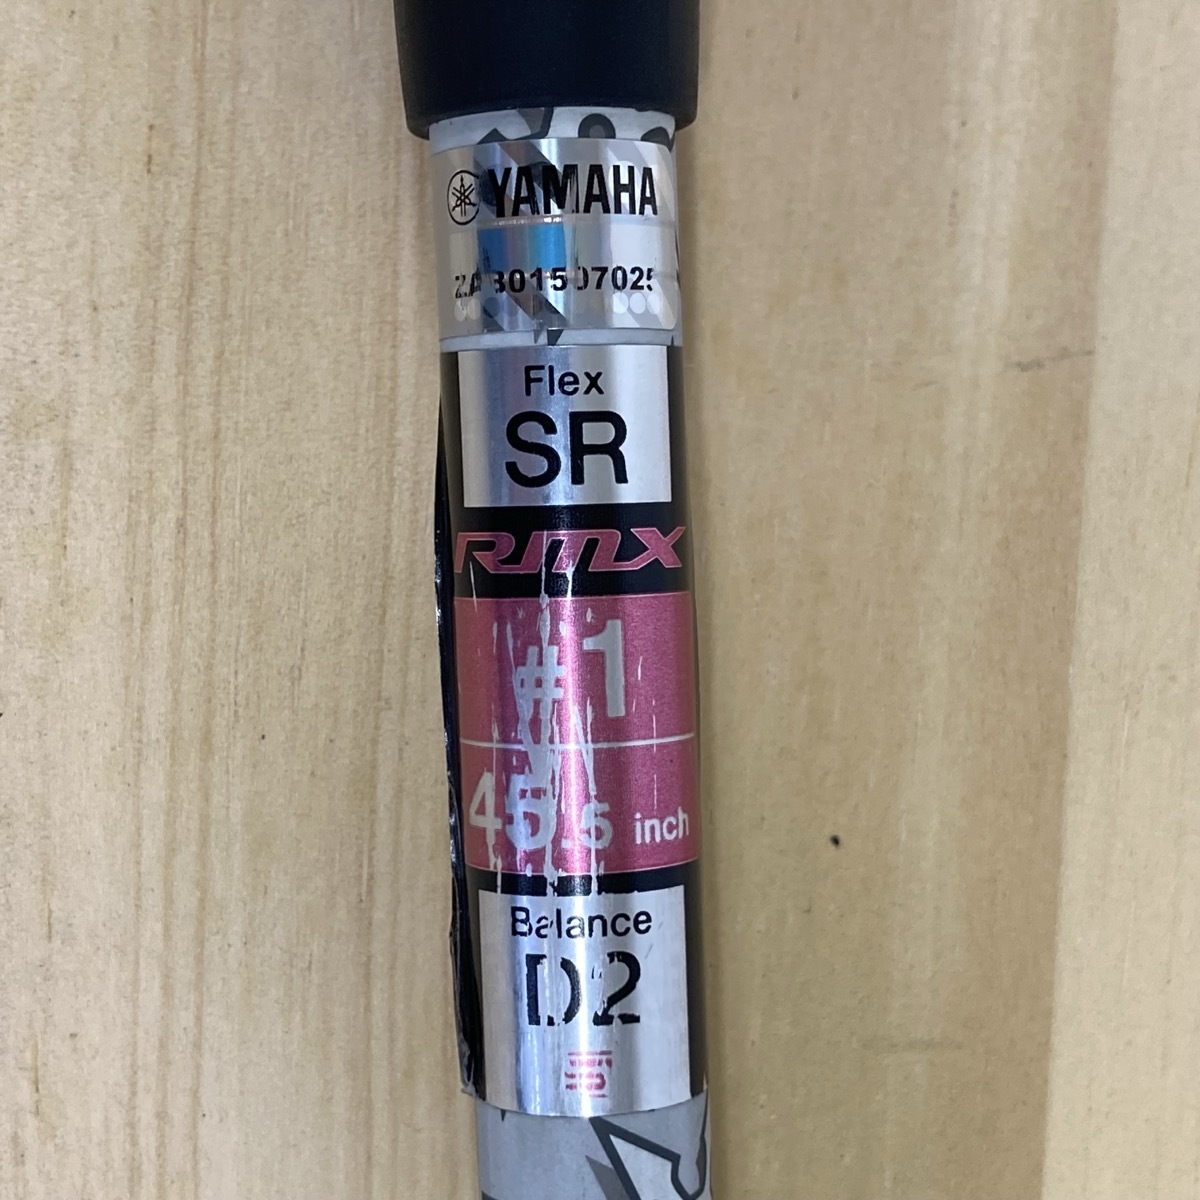 YAMAHA
Flex
SR
RMX
#1
45.5 inch
Balance
D2